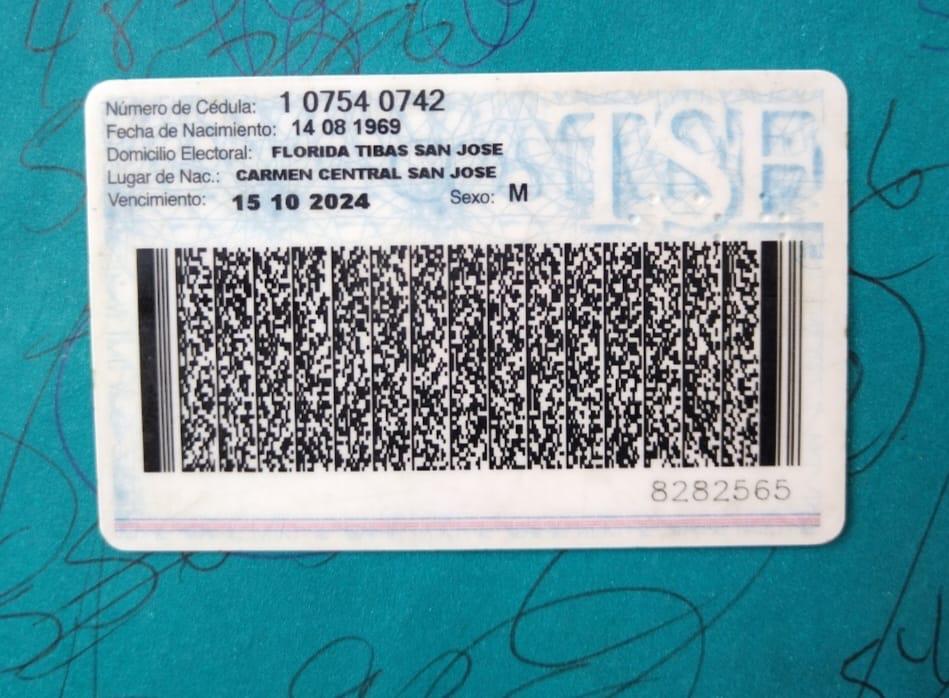 Número de Cédula: 1 0754 0742
Fecha de Nacimiento: 14 08 1969
Domicilio Electoral: FLORIDA TIBAS SAN JOSE
Lugar de Nac.: CARMEN CENTRAL SAN JOSE
Vencimiento: 15 10 2024 Sexo: M
TSE
8282565